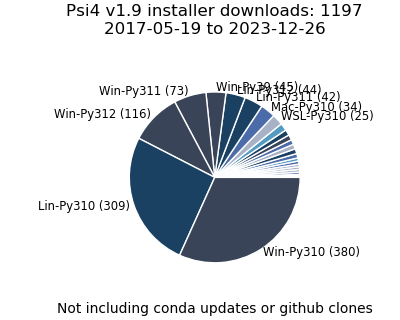 Psi4 v1.9 installer downloads: 1197
2017-05-19 to 2023-12-26
Win-Py39 (45)
Lin-Py312 (44)
Win-Py311 (73)
Lin-Py311 (42)
Mac-Py310 (34)
Win-Py312 (116)
WSL-Py310 (25)
Lin-Py310 (309)
Win-Py310 (380)
Not including conda updates or github clones